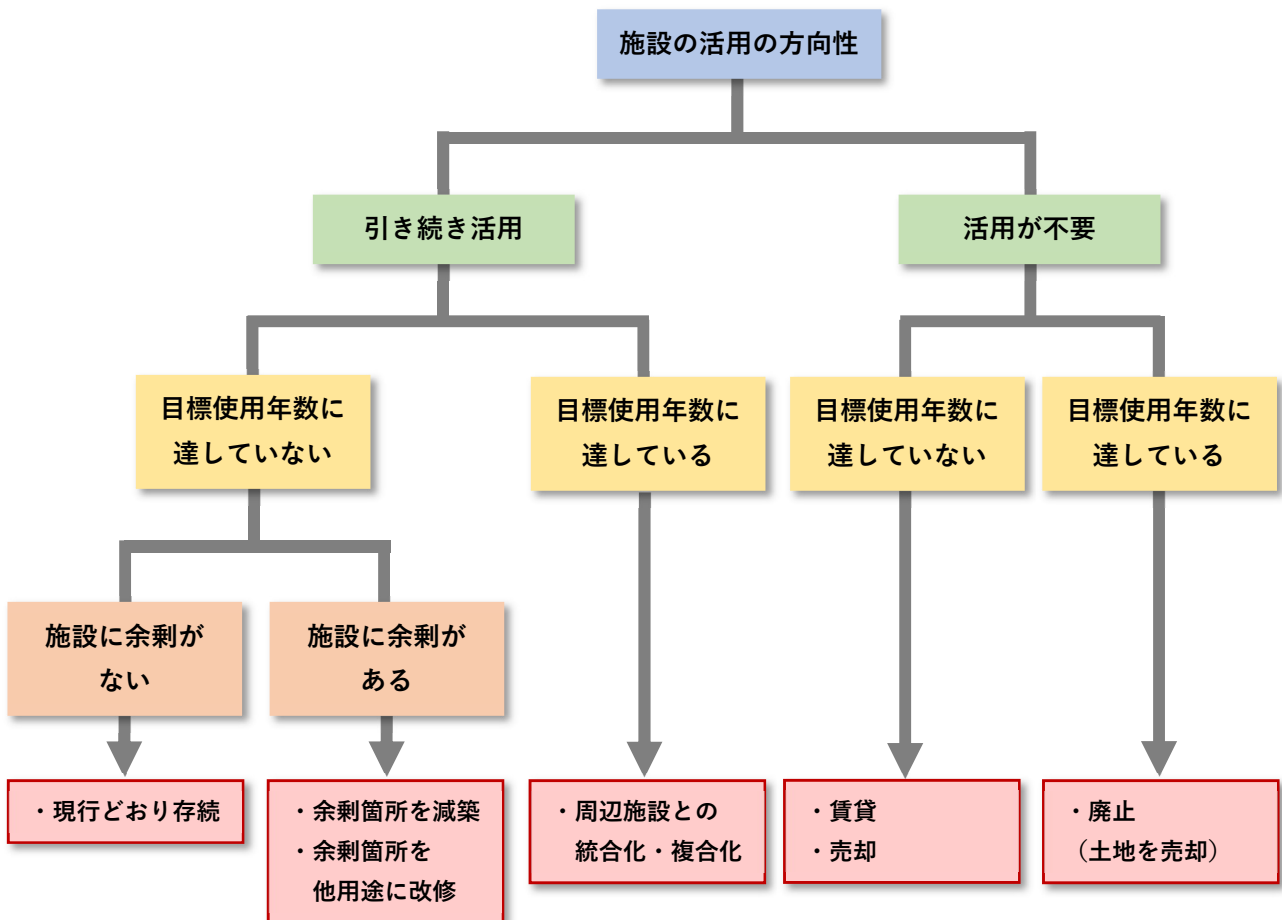 施設の活用の方向性
引き続き活用
活用が不要
目標使用年数に
達していない
目標使用年数に
達している
目標使用年数に
達していない
目標使用年数に
達している
施設に余剰が
ない
施設に余剰が
ある
・現行どおり存続
・余剰箇所を減築
・余剰箇所を
他用途に改修
・周辺施設との
統合化・複合化
・賃貸
・売却
・廃止
（土地を売却）